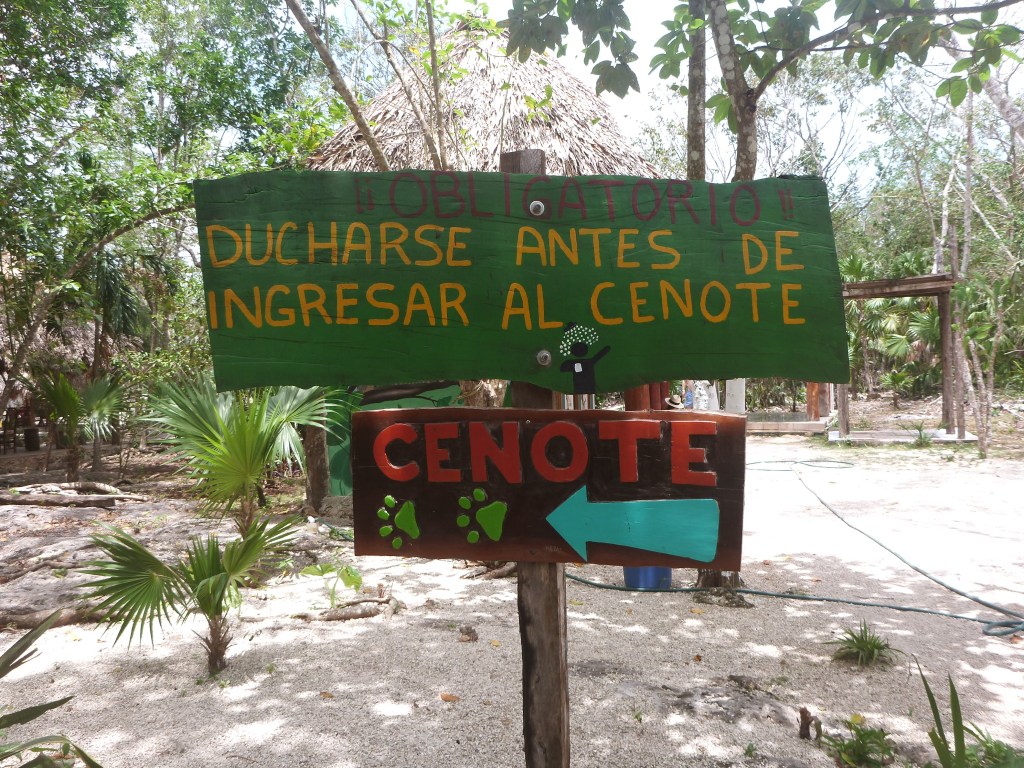 ¡¡ OBLIGATORIO !!
DUCHARSE ANTES DE
INGRESAR AL CENOTE
CENOTE